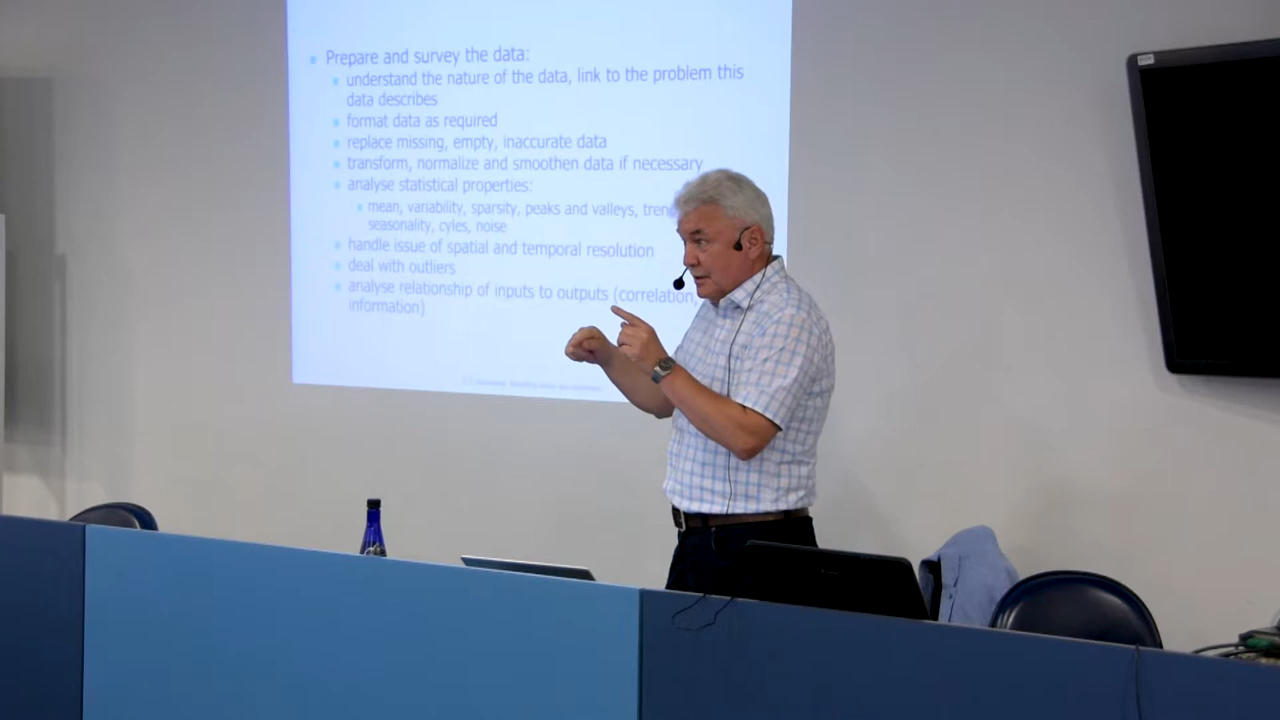 Prepare and survey the data:
understand the nature of the data, link to the problem this
data describes
format data as required
replace missing, empty, inaccurate data
transform, normalize and smoothen data if necessary
analyse statistical properties:
mean, variability, sparsity, peaks and valleys,
seasonality, cyles, noise
handle issue of spatial and temporal resolution
deal with outliers
analyse relationship of inputs to outputs (correlation,
information)